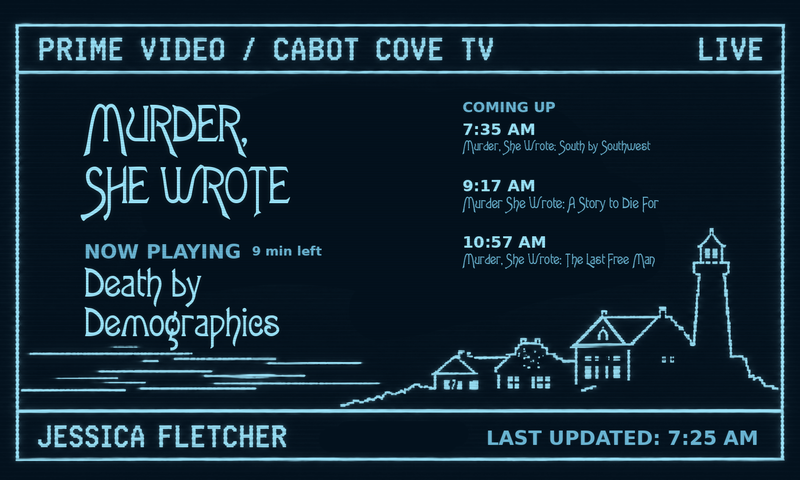 PRIME VIDEO / CABOT COVE TV
LIVE
MURDER,
SHE WROTE
NOW PLAYING 9 min left
Death by
Demographics
COMING UP
7:35 AM
Murder, She Wrote: South by Southwest
9:17 AM
Murder She Wrote: A Story to Die For
10:57 AM
Murder, She Wrote: The Last Free Man
JESSICA FLETCHER
LAST UPDATED: 7:25 AM